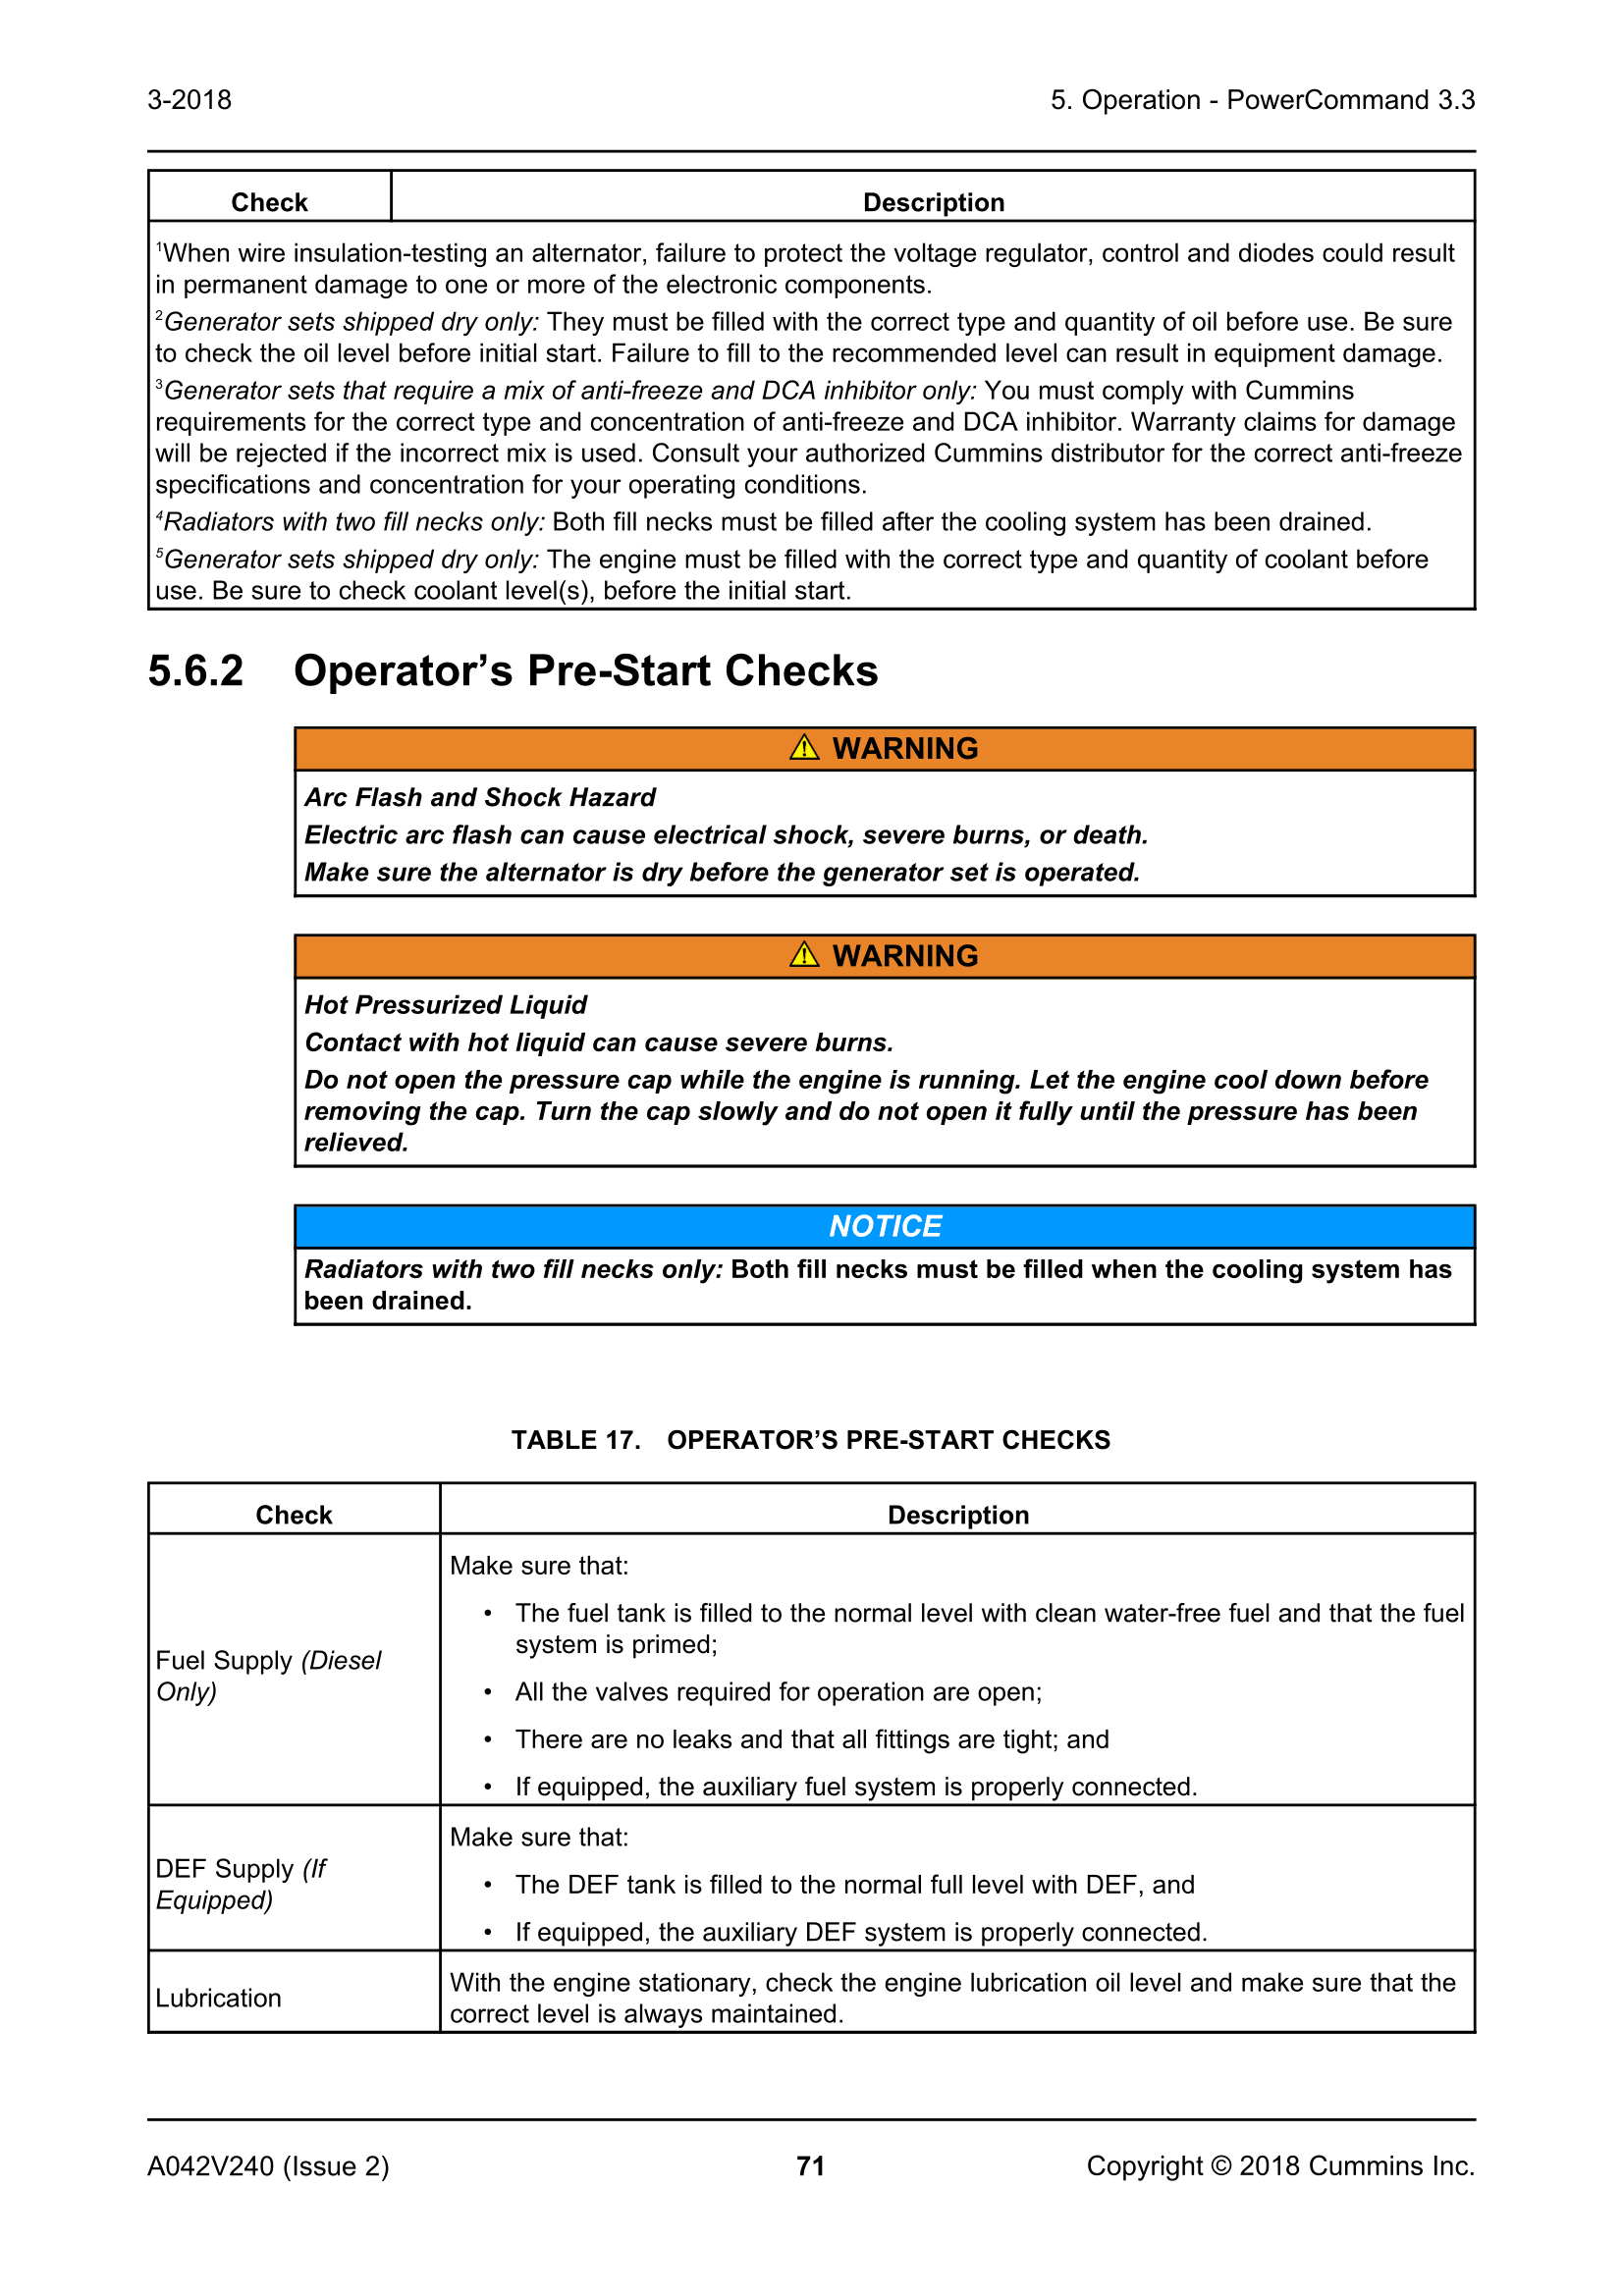 3-2018
5. Operation - PowerCommand 3.3
Check
Description
¹When wire insulation-testing an alternator, failure to protect the voltage regulator, control and diodes could result
in permanent damage to one or more of the electronic components.
²Generator sets shipped dry only: They must be filled with the correct type and quantity of oil before use. Be sure
to check the oil level before initial start. Failure to fill to the recommended level can result in equipment damage.
³Generator sets that require a mix of anti-freeze and DCA inhibitor only: You must comply with Cummins
requirements for the correct type and concentration of anti-freeze and DCA inhibitor. Warranty claims for damage
will be rejected if the incorrect mix is used. Consult your authorized Cummins distributor for the correct anti-freeze
specifications and concentration for your operating conditions.
⁴Radiators with two fill necks only: Both fill necks must be filled after the cooling system has been drained.
⁵Generator sets shipped dry only: The engine must be filled with the correct type and quantity of coolant before
use. Be sure to check coolant level(s), before the initial start.
5.6.2 Operator’s Pre-Start Checks
WARNING
Arc Flash and Shock Hazard
Electric arc flash can cause electrical shock, severe burns, or death.
Make sure the alternator is dry before the generator set is operated.
WARNING
Hot Pressurized Liquid
Contact with hot liquid can cause severe burns.
Do not open the pressure cap while the engine is running. Let the engine cool down before
removing the cap. Turn the cap slowly and do not open it fully until the pressure has been
relieved.
NOTICE
Radiators with two fill necks only: Both fill necks must be filled when the cooling system has
been drained.
TABLE 17. OPERATOR’S PRE-START CHECKS
Check
Description
Fuel Supply (Diesel
Only)
Make sure that:
• The fuel tank is filled to the normal level with clean water-free fuel and that the fuel
system is primed;
• All the valves required for operation are open;
• There are no leaks and that all fittings are tight; and
• If equipped, the auxiliary fuel system is properly connected.
DEF Supply (If
Equipped)
Make sure that:
• The DEF tank is filled to the normal full level with DEF, and
• If equipped, the auxiliary DEF system is properly connected.
Lubrication
With the engine stationary, check the engine lubrication oil level and make sure that the
correct level is always maintained.
A042V240 (Issue 2)
71
Copyright © 2018 Cummins Inc.